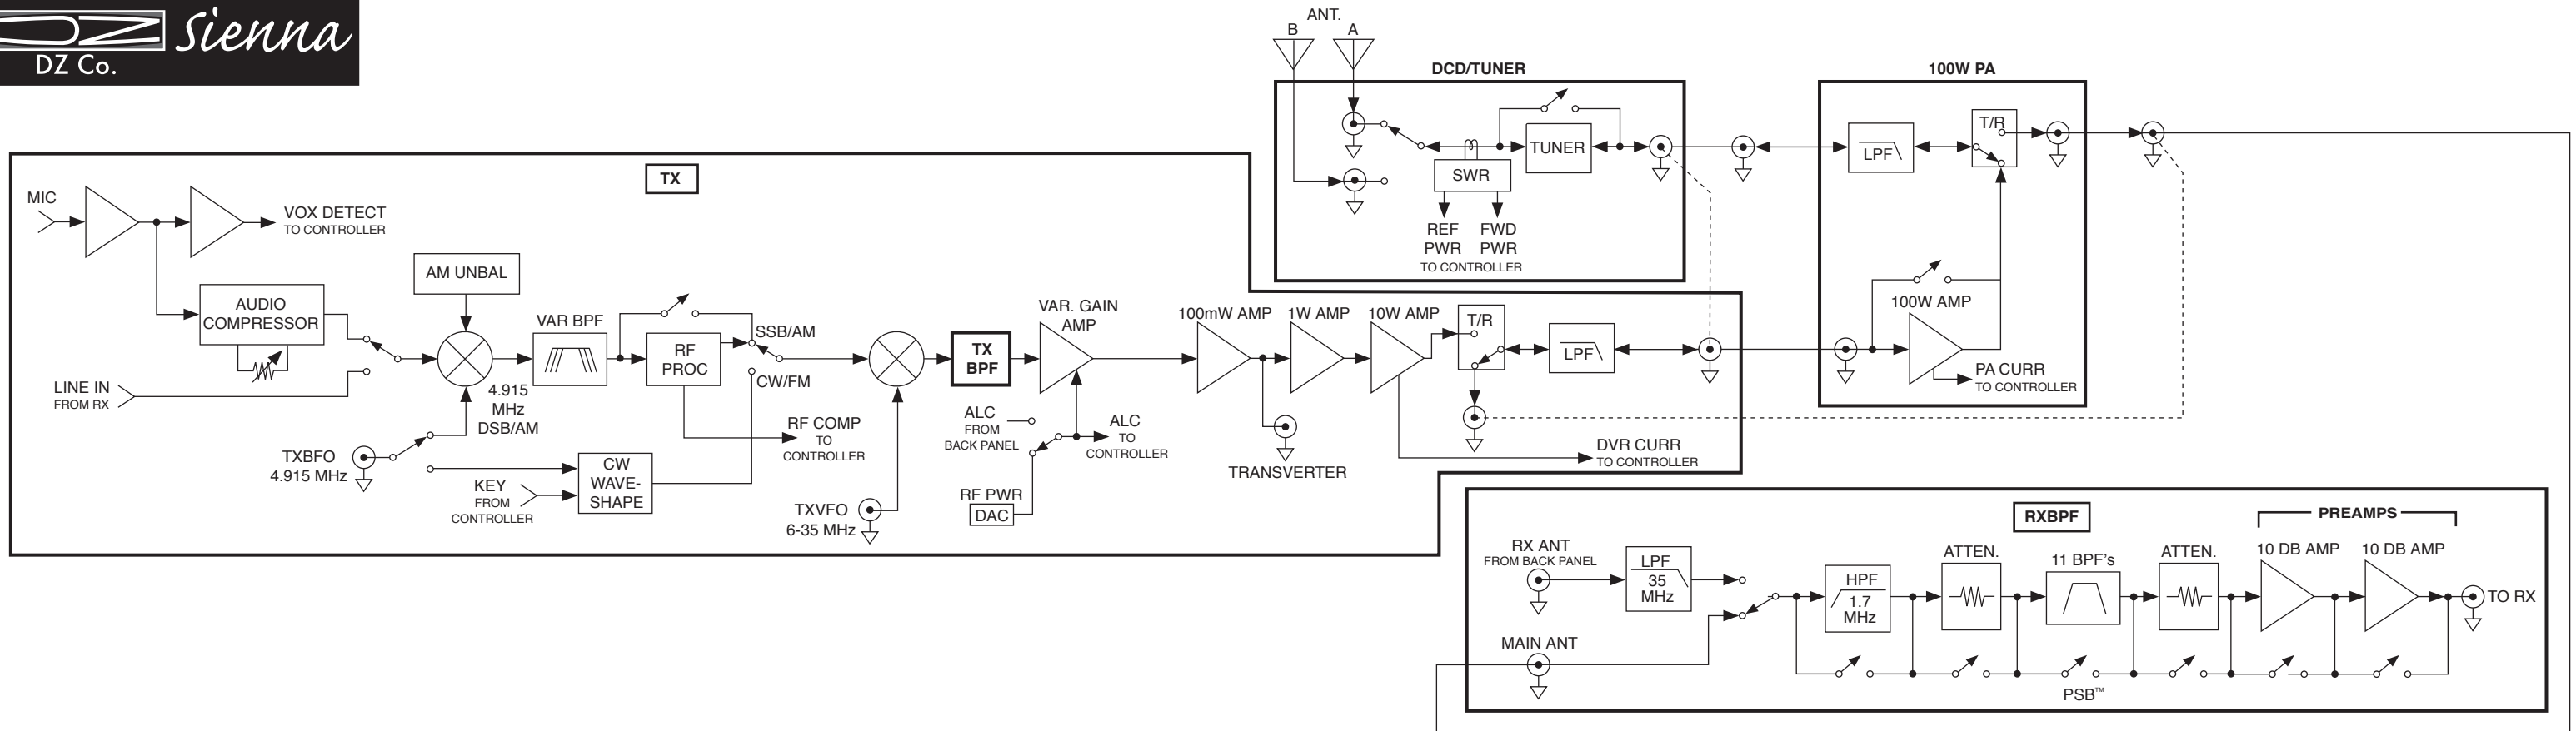 DZ Sienna
DZ Co.
ANT.
B
A
DCD/TUNER
100W PA
T/R
LPF
TUNER
SWR
REF PWR
FWD PWR
TO CONTROLLER
100W AMP
PA CURR
TO CONTROLLER
TX
MIC
VOX DETECT
TO CONTROLLER
AUDIO
COMPRESSOR
LINE IN
FROM RX
AM UNBAL
4.915
MHz
DSB/AM
TXBFO
4.915 MHz
VAR BPF
RF
PROC
SSB/AM
CW/FM
RF COMP
TO
CONTROLLER
KEY
FROM
CONTROLLER
CW
WAVE-
SHAPE
TXVFO
6-35 MHz
TX
BPF
VAR. GAIN
AMP
ALC
FROM
BACK PANEL
ALC
TO
CONTROLLER
RF PWR
DAC
100mW AMP
1W AMP
10W AMP
T/R
LPF
TRANSVERTER
DVR CURR
TO CONTROLLER
RXBPF
PREAMPS
RX ANT
FROM BACK PANEL
LPF
35
MHz
MAIN ANT
HPF
1.7
MHz
ATTEN.
11 BPF's
ATTEN.
10 DB AMP
10 DB AMP
TO RX
PSB™